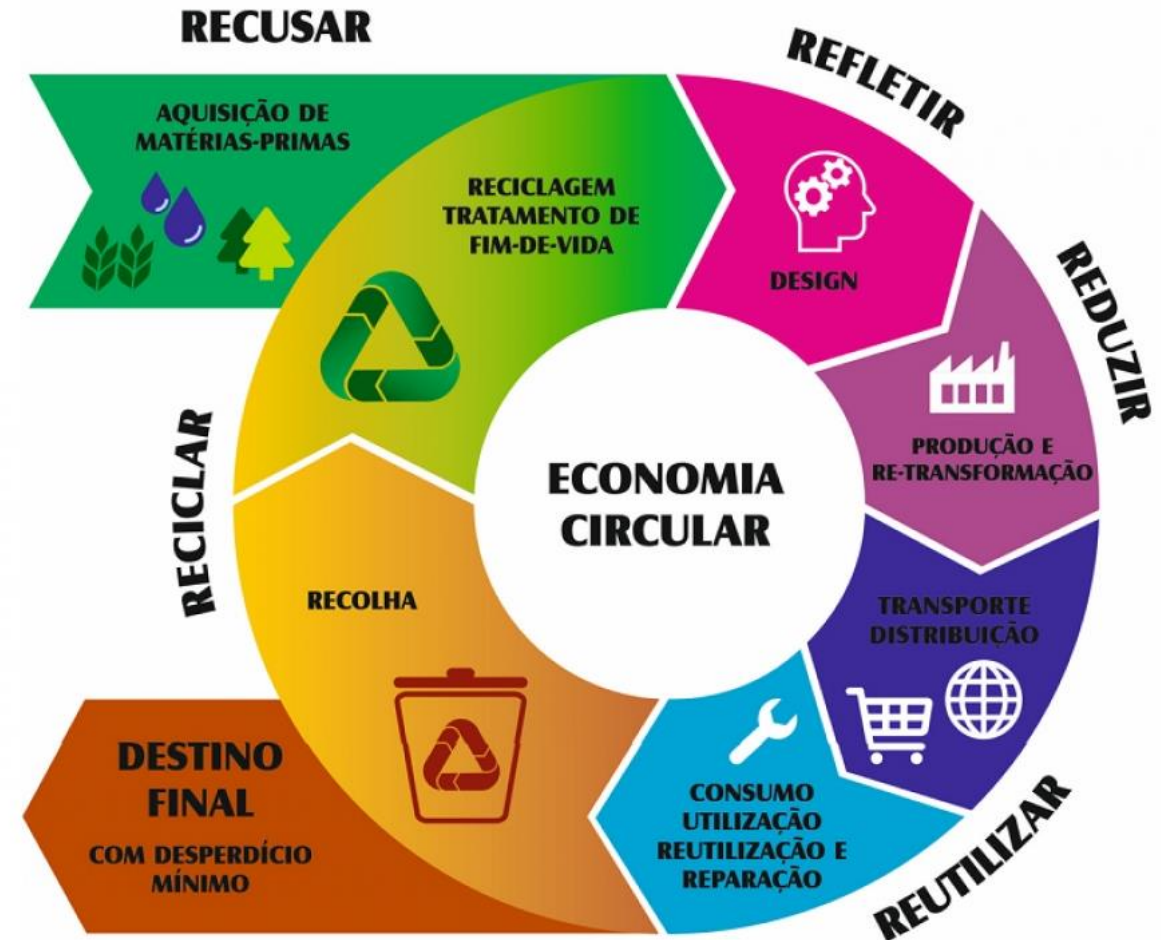 RECUSAR
REFLETIR
AQUISIÇÃO DE
MATÉRIAS-PRIMAS
RECICLAGEM
TRATAMENTO DE
FIM-DE-VIDA
DESIGN
REDUZIR
PRODUÇÃO E
RE-TRANSFORMAÇÃO
ECONOMIA
CIRCULAR
RECICLAR
RECOLHA
TRANSPORTE
DISTRIBUIÇÃO
DESTINO
FINAL
COM DESPERDÍCIO
MÍNIMO
CONSUMO
UTILIZAÇÃO
REUTILIZAÇÃO E
REPARAÇÃO
REUTILIZAR